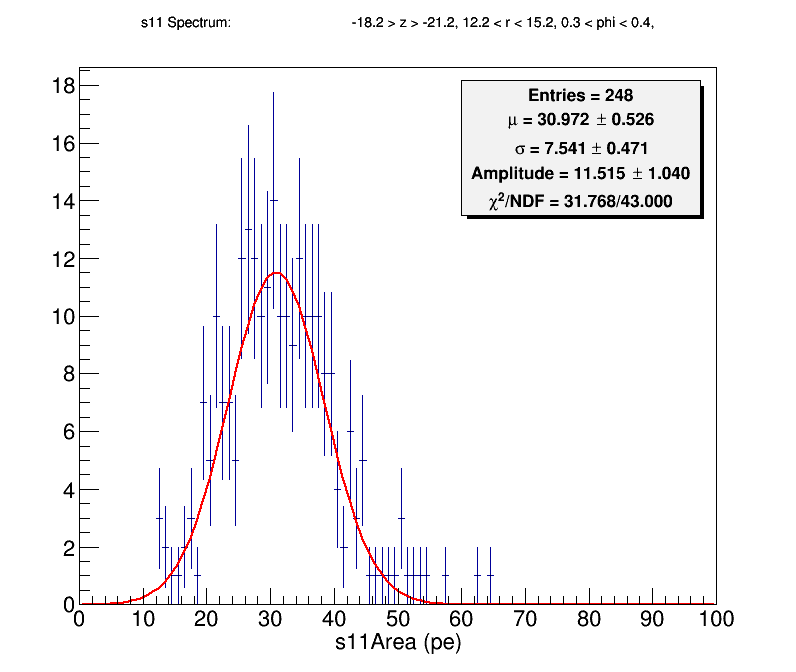 s11 Spectrum: -18.2 > z > -21.2, 12.2 < r < 15.2, 0.3 < phi < 0.4,
Entries = 248
μ = 30.972 ± 0.526
σ = 7.541 ± 0.471
Amplitude = 11.515 ± 1.040
χ²/NDF = 31.768/43.000
18
16
14
12
10
8
6
4
2
0
0 10 20 30 40 50 60 70 80 90 100
s11Area (pe)